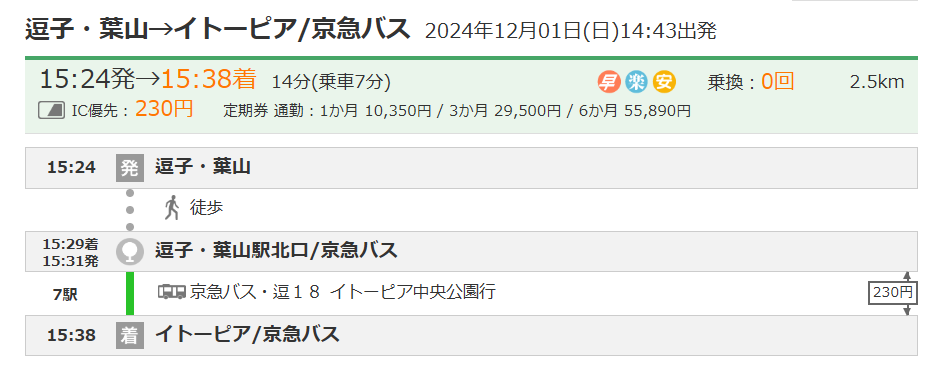 逗子・葉山→イトーピア/京急バス 2024年12月01日(日)14:43出発
15:24発→15:38着 14分(乗車7分) 早 楽 安 乗換：0回 2.5km
IC優先：230円 定期券 通勤：1か月 10,350円 / 3か月 29,500円 / 6か月 55,890円
15:24 発 逗子・葉山
徒歩
15:29着
15:31発 逗子・葉山駅北口/京急バス
7駅 京急バス・逗１８ イトーピア中央公園行 230円
15:38 着 イトーピア/京急バス